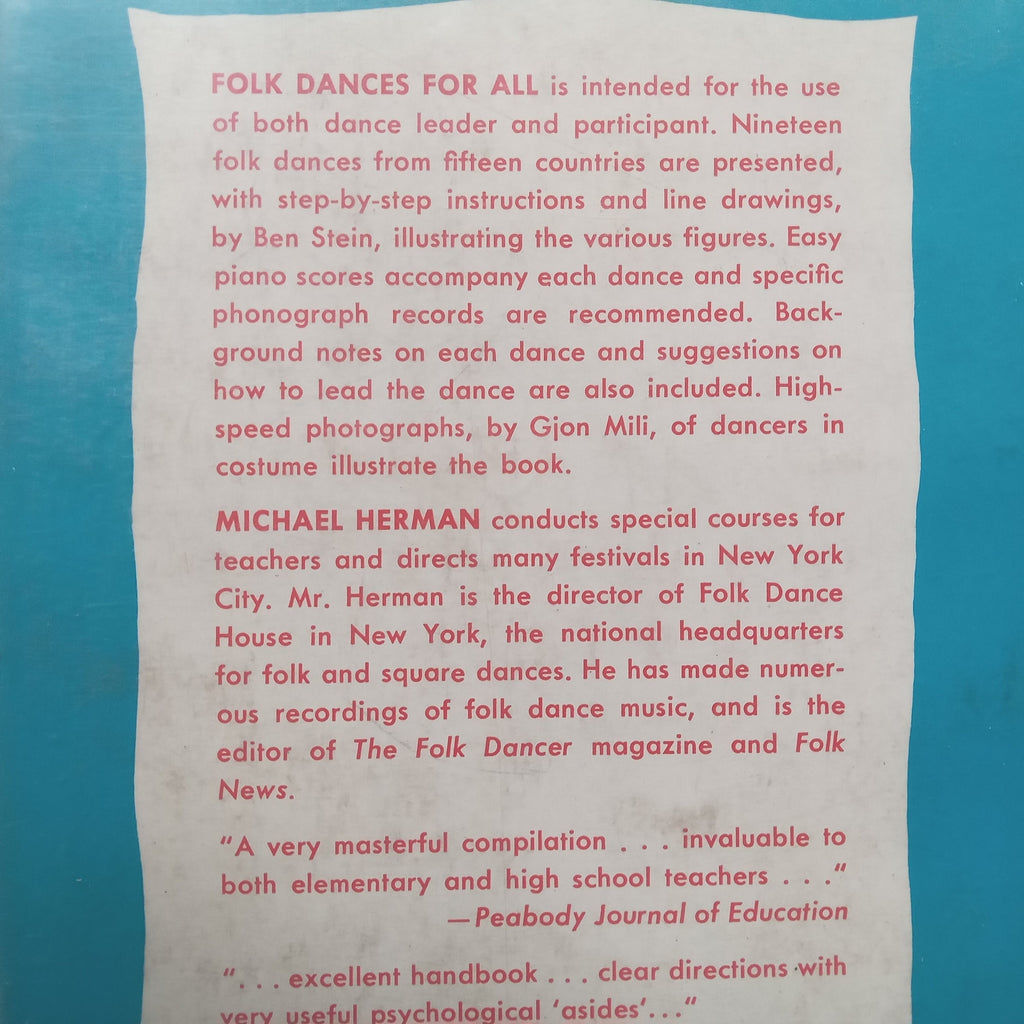 FOLK DANCES FOR ALL is intended for the use
of both dance leader and participant. Nineteen
folk dances from fifteen countries are presented,
with step-by-step instructions and line drawings,
by Ben Stein, illustrating the various figures. Easy
piano scores accompany each dance and specific
phonograph records are recommended. Back-
ground notes on each dance and suggestions on
how to lead the dance are also included. High-
speed photographs, by Gjon Mili, of dancers in
costume illustrate the book.
MICHAEL HERMAN conducts special courses for
teachers and directs many festivals in New York
City. Mr. Herman is the director of Folk Dance
House in New York, the national headquarters
for folk and square dances. He has made numer-
ous recordings of folk dance music, and is the
editor of The Folk Dancer magazine and Folk
News.
“A very masterful compilation . . . invaluable to
both elementary and high school teachers . . .“
—Peabody Journal of Education
“. . . excellent handbook . . . clear directions with
very useful psychological ‘asides‘. . .“